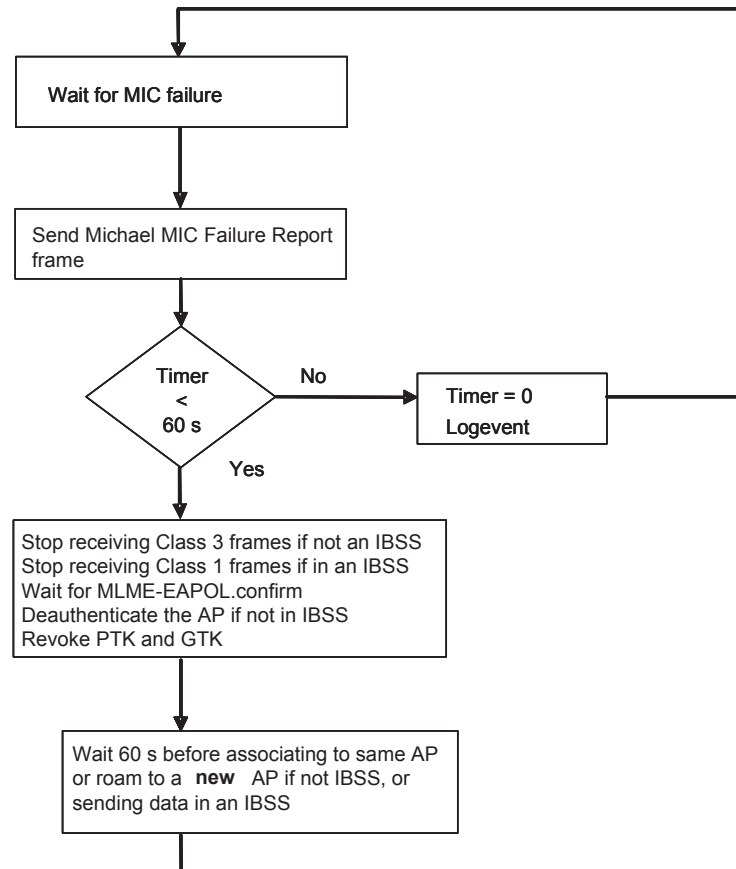 Wait for MIC failure
Send Michael MIC Failure Report
frame
Timer
<
60 s
No
Timer = 0
Logevent
Yes
Stop receiving Class 3 frames if not an IBSS
Stop receiving Class 1 frames if in an IBSS
Wait for MLME-EAPOL.confirm
Deauthenticate the AP if not in IBSS
Revoke PTK and GTK
Wait 60 s before associating to same AP
or roam to a new AP if not IBSS, or
sending data in an IBSS